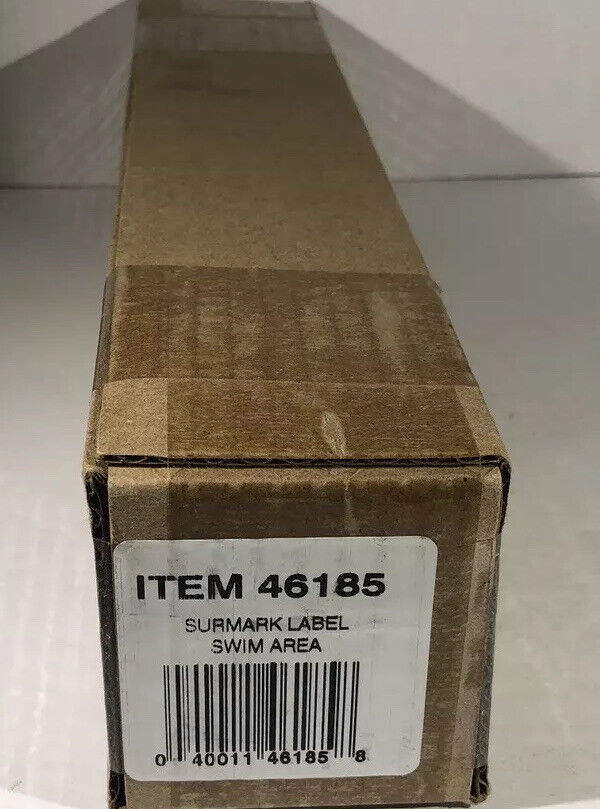 ITEM 46185
SURMARK LABEL
SWIM AREA
0 40011 46185 8